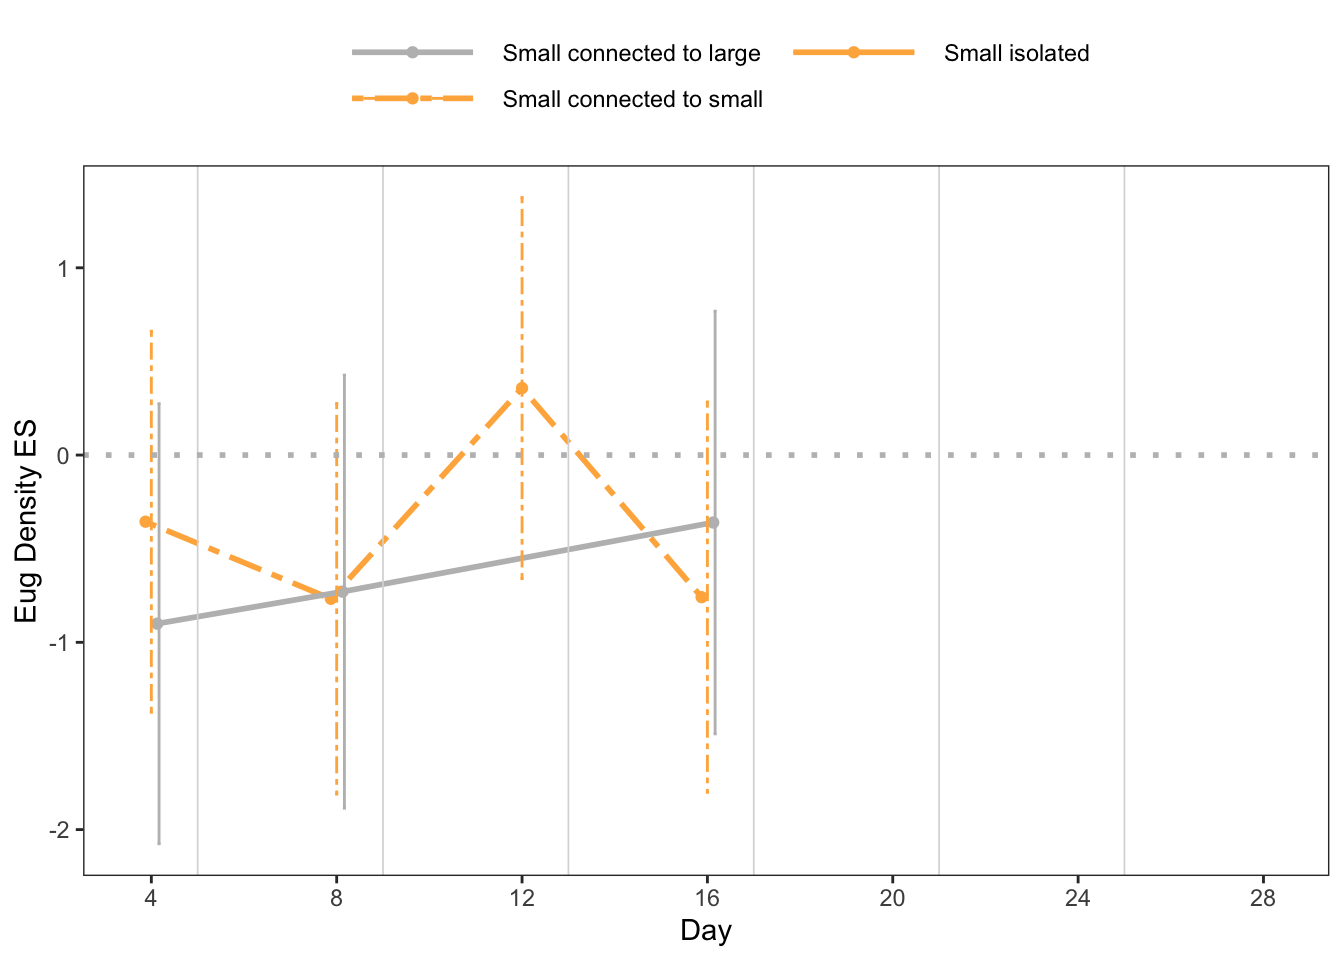 Small connected to large
Small isolated
Small connected to small
Eug Density ES
1
0
-1
-2
4 8 12 16 20 24 28
Day